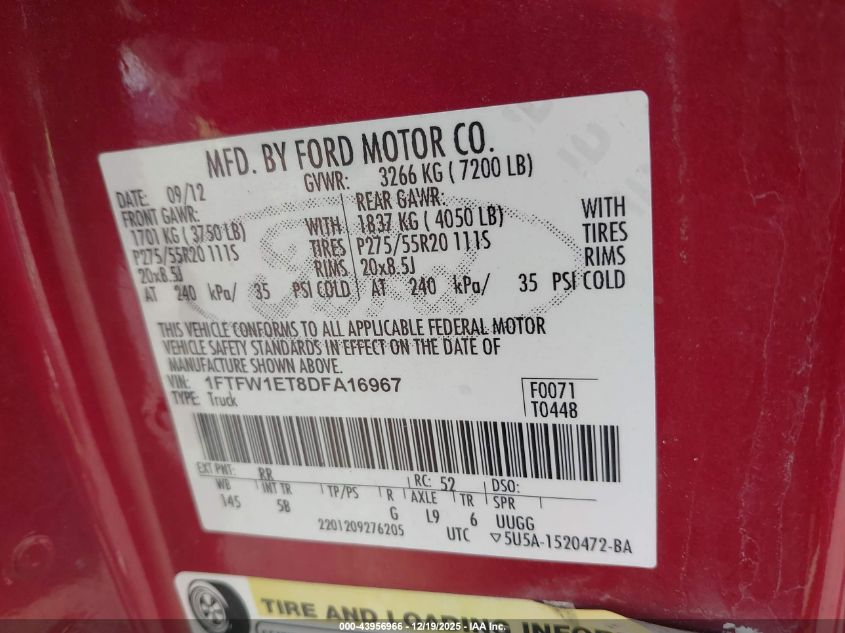 MFD. BY FORD MOTOR CO.
DATE: 09/12 GVWR: 3266 KG ( 7200 LB)
FRONT GAWR: REAR GAWR:
1701 KG ( 3750 LB) WITH 1837 KG ( 4050 LB) WITH
P275/55R20 111S TIRES P275/55R20 111S TIRES
20x8.5J RIMS 20x8.5J RIMS
AT 240 kPa/ 35 PSI COLD AT 240 kPa/ 35 PSI COLD
THIS VEHICLE CONFORMS TO ALL APPLICABLE FEDERAL MOTOR
VEHICLE SAFETY STANDARDS IN EFFECT ON THE DATE OF
MANUFACTURE SHOWN ABOVE.
VIN: 1FTFW1ET8DFA16967 F0071
TYPE: Truck T0448
EXT PNT: RR RC: 52 DSO:
WB INT TR TP/PS R AXLE TR SPR
145 5B G L9 6 UUGG
2201209276205 UTC ▽5U5A-1520472-BA
TIRE AND LOADING
000-43956966 - 12/19/2025 - IAA Inc.